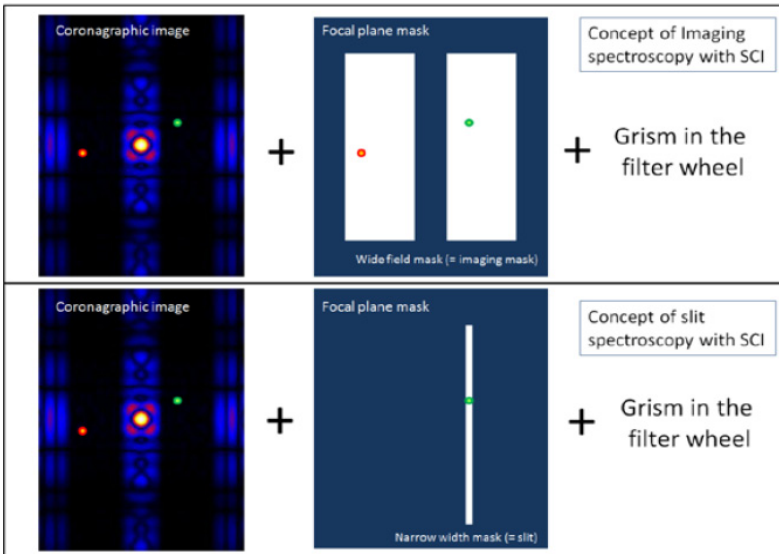 Coronagraphic image
Focal plane mask
Concept of Imaging
spectroscopy with SCI
+
+
Grism in the
filter wheel
Wide field mask (= imaging mask)
Coronagraphic image
Focal plane mask
Concept of slit
spectroscopy with SCI
+
+
Grism in the
filter wheel
Narrow width mask (= slit)